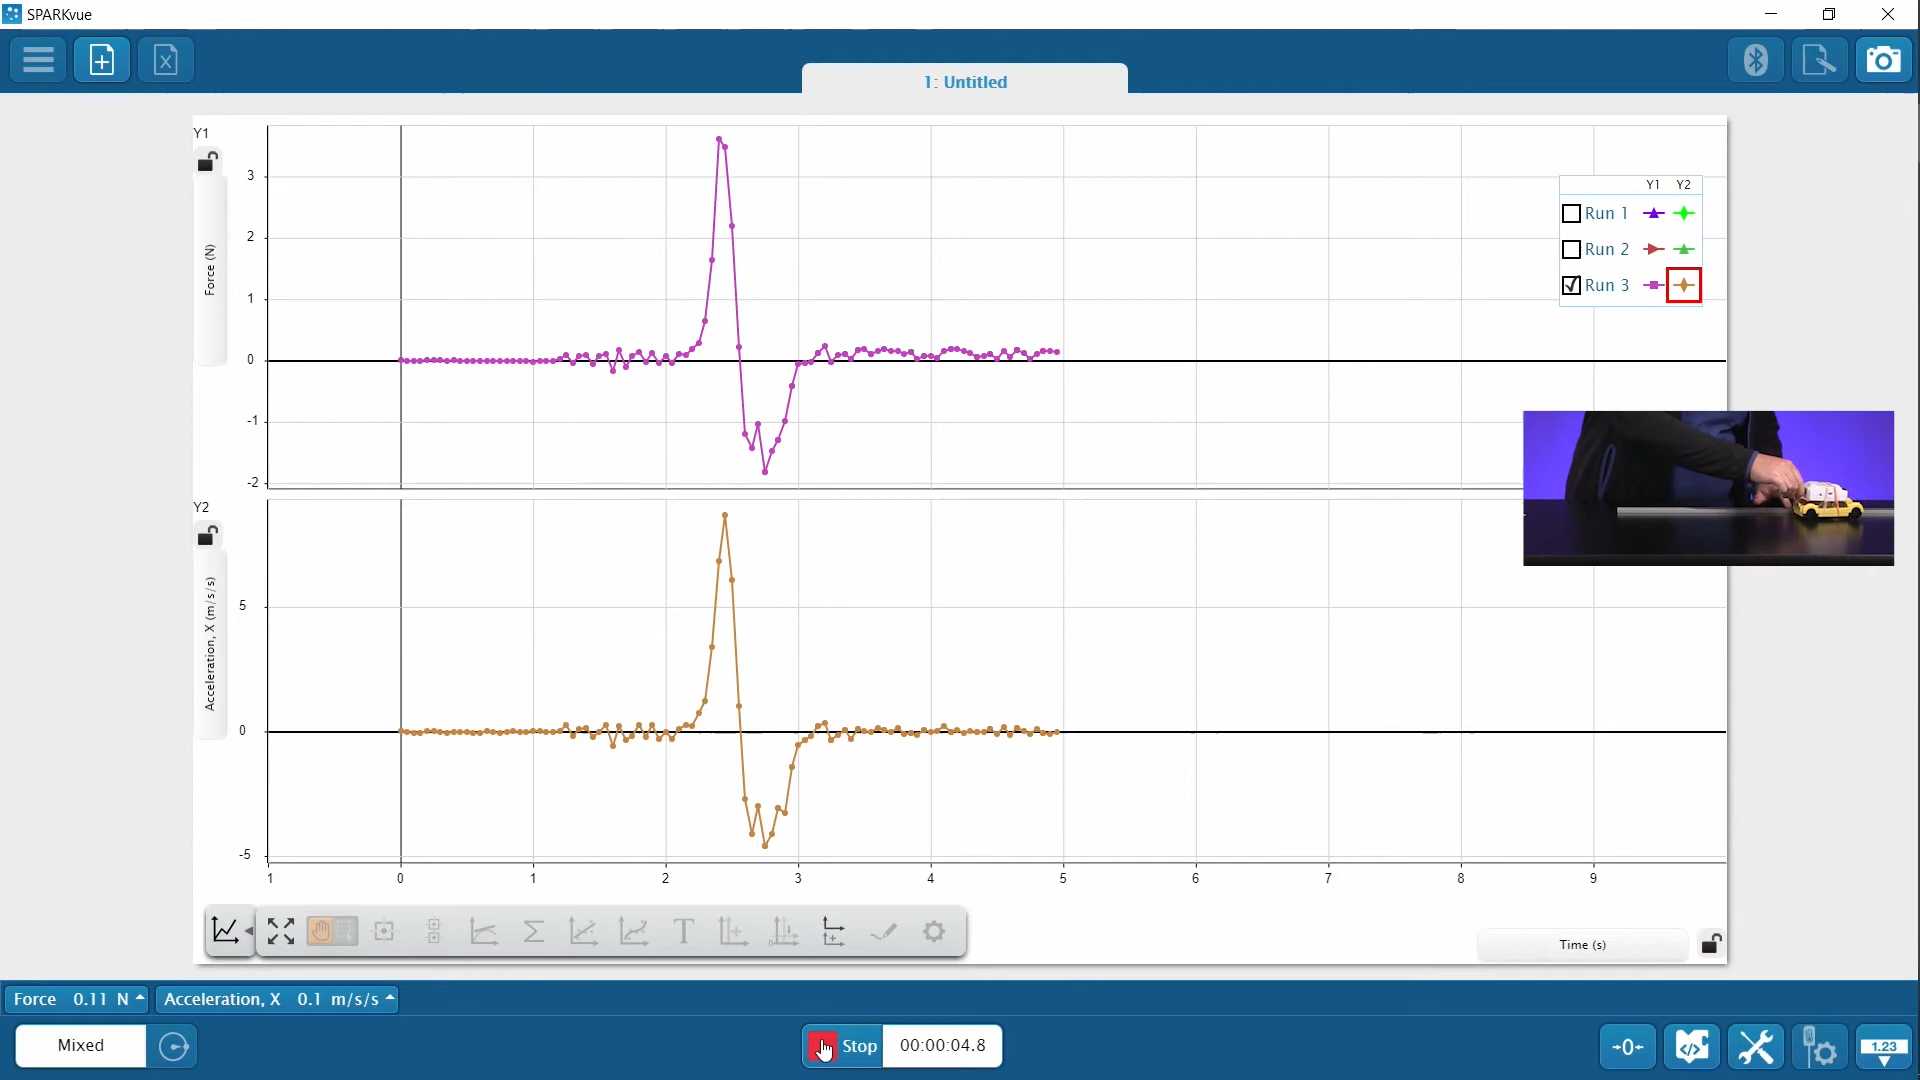 SPARKvue
1: Untitled
Y1
Force (N)
3
2
1
0
-1
-2
Y1 Y2
Run 1
Run 2
Run 3
Y2
Acceleration, X (m/s/s)
5
0
-5
1 0 1 2 3 4 5 6 7 8 9
T
Time (s)
Force 0.11 N
Acceleration, X 0.1 m/s/s
Mixed
Stop 00:00:04.8
→0←
1.23